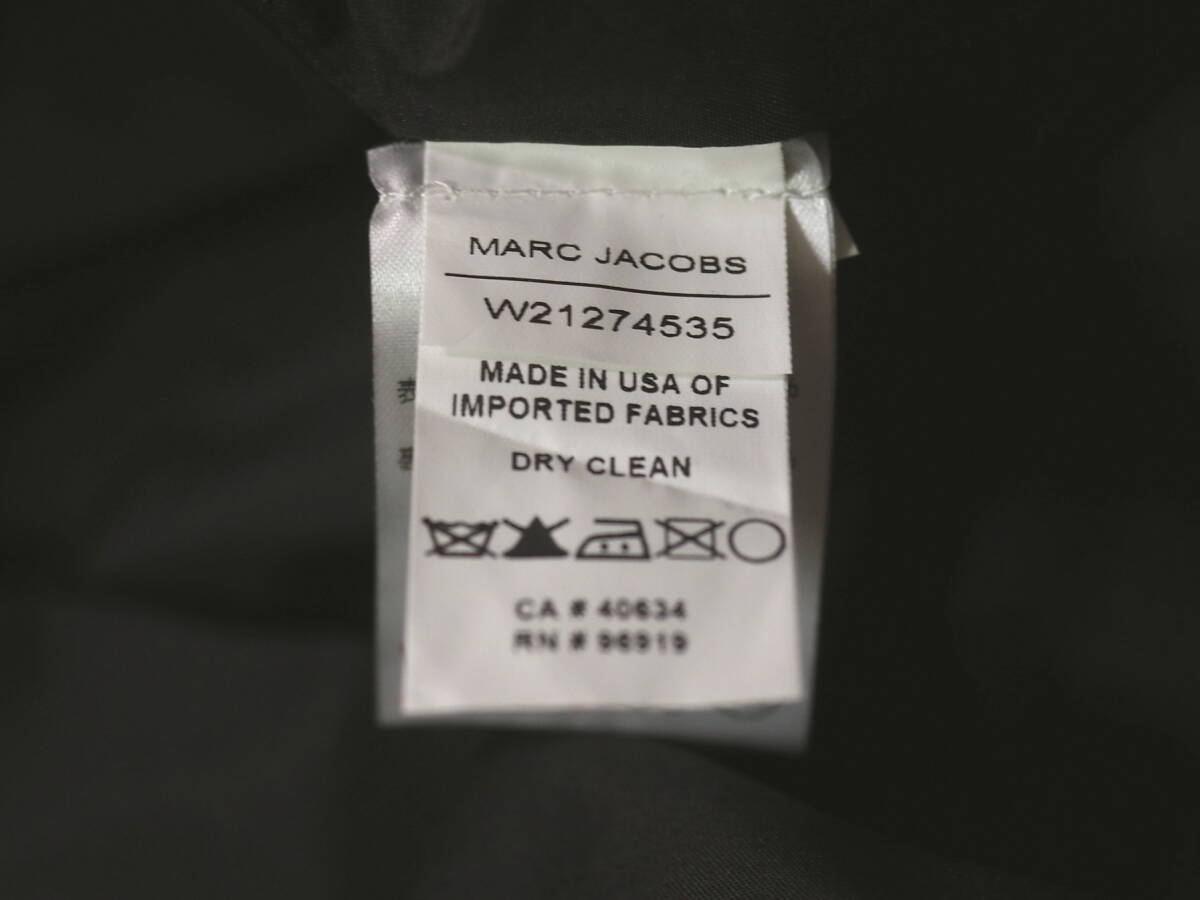 MARC JACOBS
W21274535
MADE IN USA OF
IMPORTED FABRICS
DRY CLEAN
CA # 40634
RN # 96919